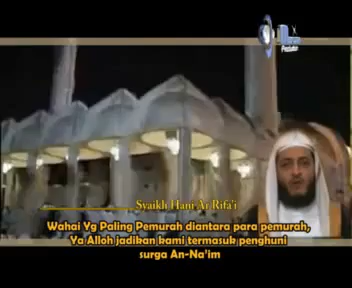 Syaikh Hani Ar Rifa'i
Wahai Yg Paling Pemurah diantara para pemurah,
Ya Alloh jadikan kami termasuk penghuni
surga An-Na'im